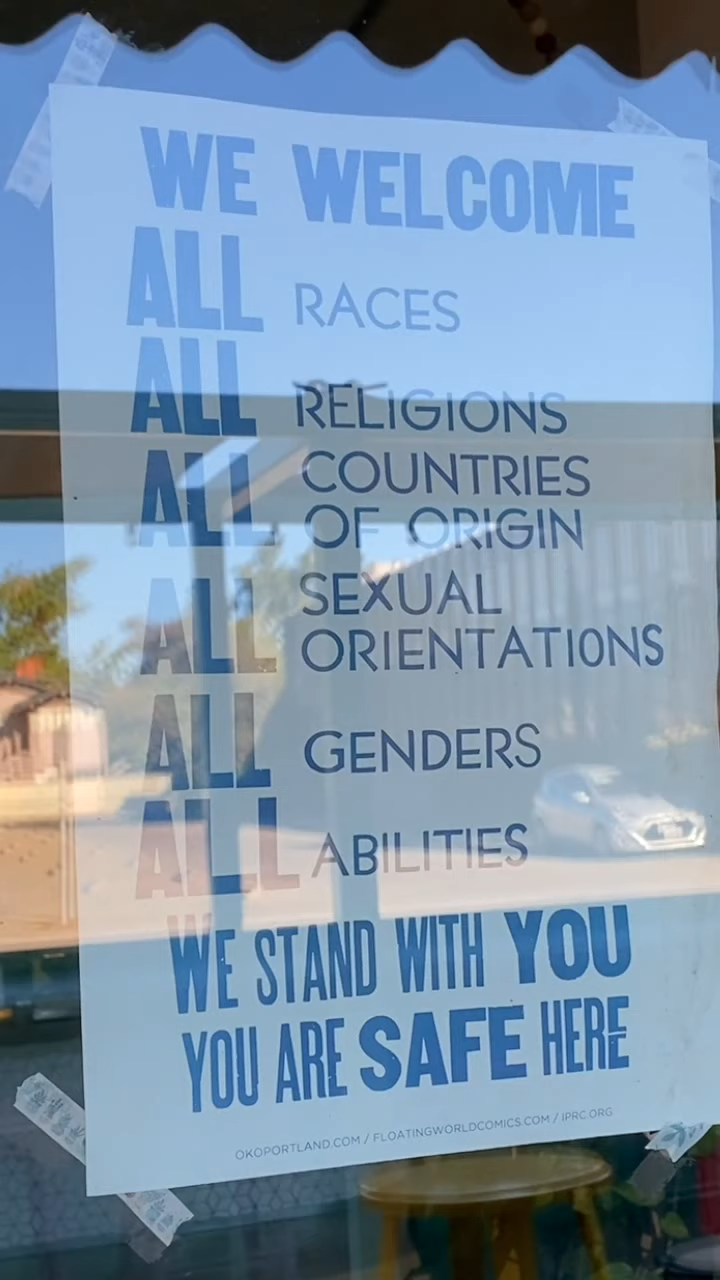 WE WELCOME
ALL RACES
ALL RELIGIONS
ALL COUNTRIES
OF ORIGIN
ALL SEXUAL
ORIENTATIONS
ALL GENDERS
ALL ABILITIES
WE STAND WITH YOU
YOU ARE SAFE HERE
OKOPORTLAND.COM / FLOATINGWORLDCOMICS.COM / IPRC.ORG